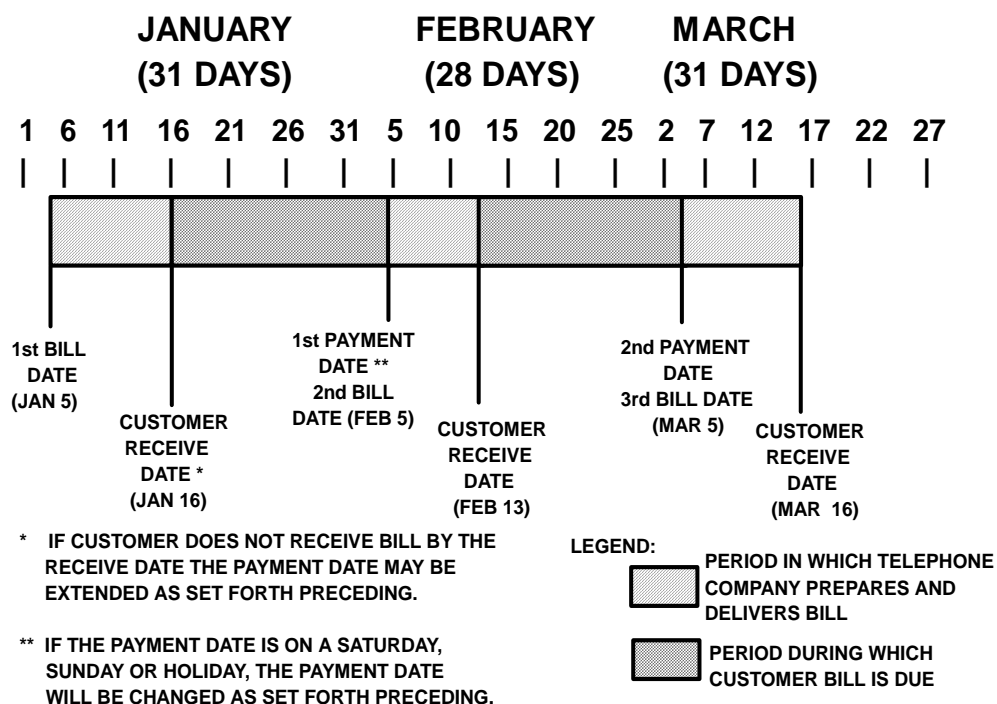 JANUARY FEBRUARY MARCH
(31 DAYS) (28 DAYS) (31 DAYS)
1 6 11 16 21 26 31 5 10 15 20 25 2 7 12 17 22 27
1st BILL
DATE
(JAN 5)
CUSTOMER
RECEIVE
DATE *
(JAN 16)
1st PAYMENT
DATE **
2nd BILL
DATE (FEB 5)
CUSTOMER
RECEIVE
DATE
(FEB 13)
2nd PAYMENT
DATE
3rd BILL DATE
(MAR 5)
CUSTOMER
RECEIVE
DATE
(MAR 16)
* IF CUSTOMER DOES NOT RECEIVE BILL BY THE
RECEIVE DATE THE PAYMENT DATE MAY BE
EXTENDED AS SET FORTH PRECEDING.
** IF THE PAYMENT DATE IS ON A SATURDAY,
SUNDAY OR HOLIDAY, THE PAYMENT DATE
WILL BE CHANGED AS SET FORTH PRECEDING.
LEGEND:
PERIOD IN WHICH TELEPHONE
COMPANY PREPARES AND
DELIVERS BILL
PERIOD DURING WHICH
CUSTOMER BILL IS DUE